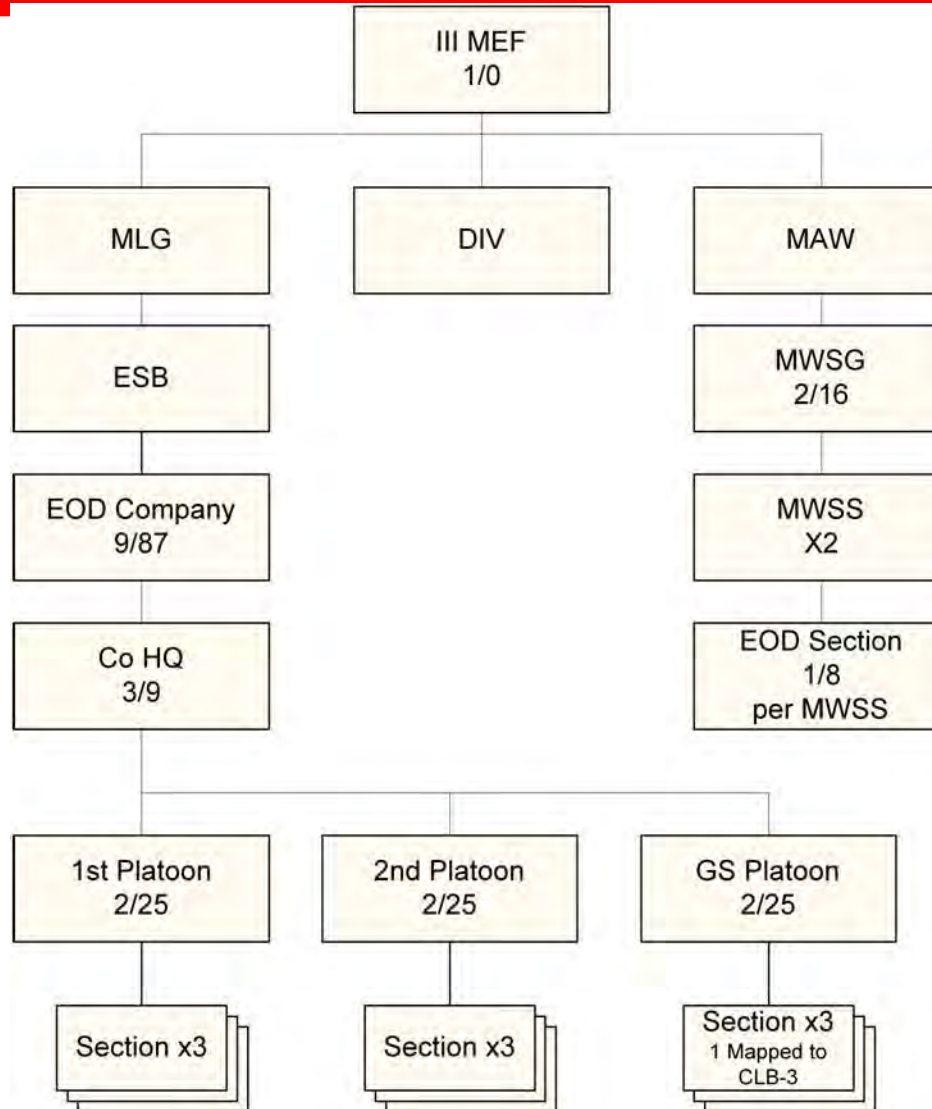 III MEF
1/0
MLG
DIV
MAW
ESB
MWSG
2/16
EOD Company
9/87
MWSS
X2
Co HQ
3/9
EOD Section
1/8
per MWSS
1st Platoon
2/25
2nd Platoon
2/25
GS Platoon
2/25
Section x3
Section x3
Section x3
1 Mapped to
CLB-3